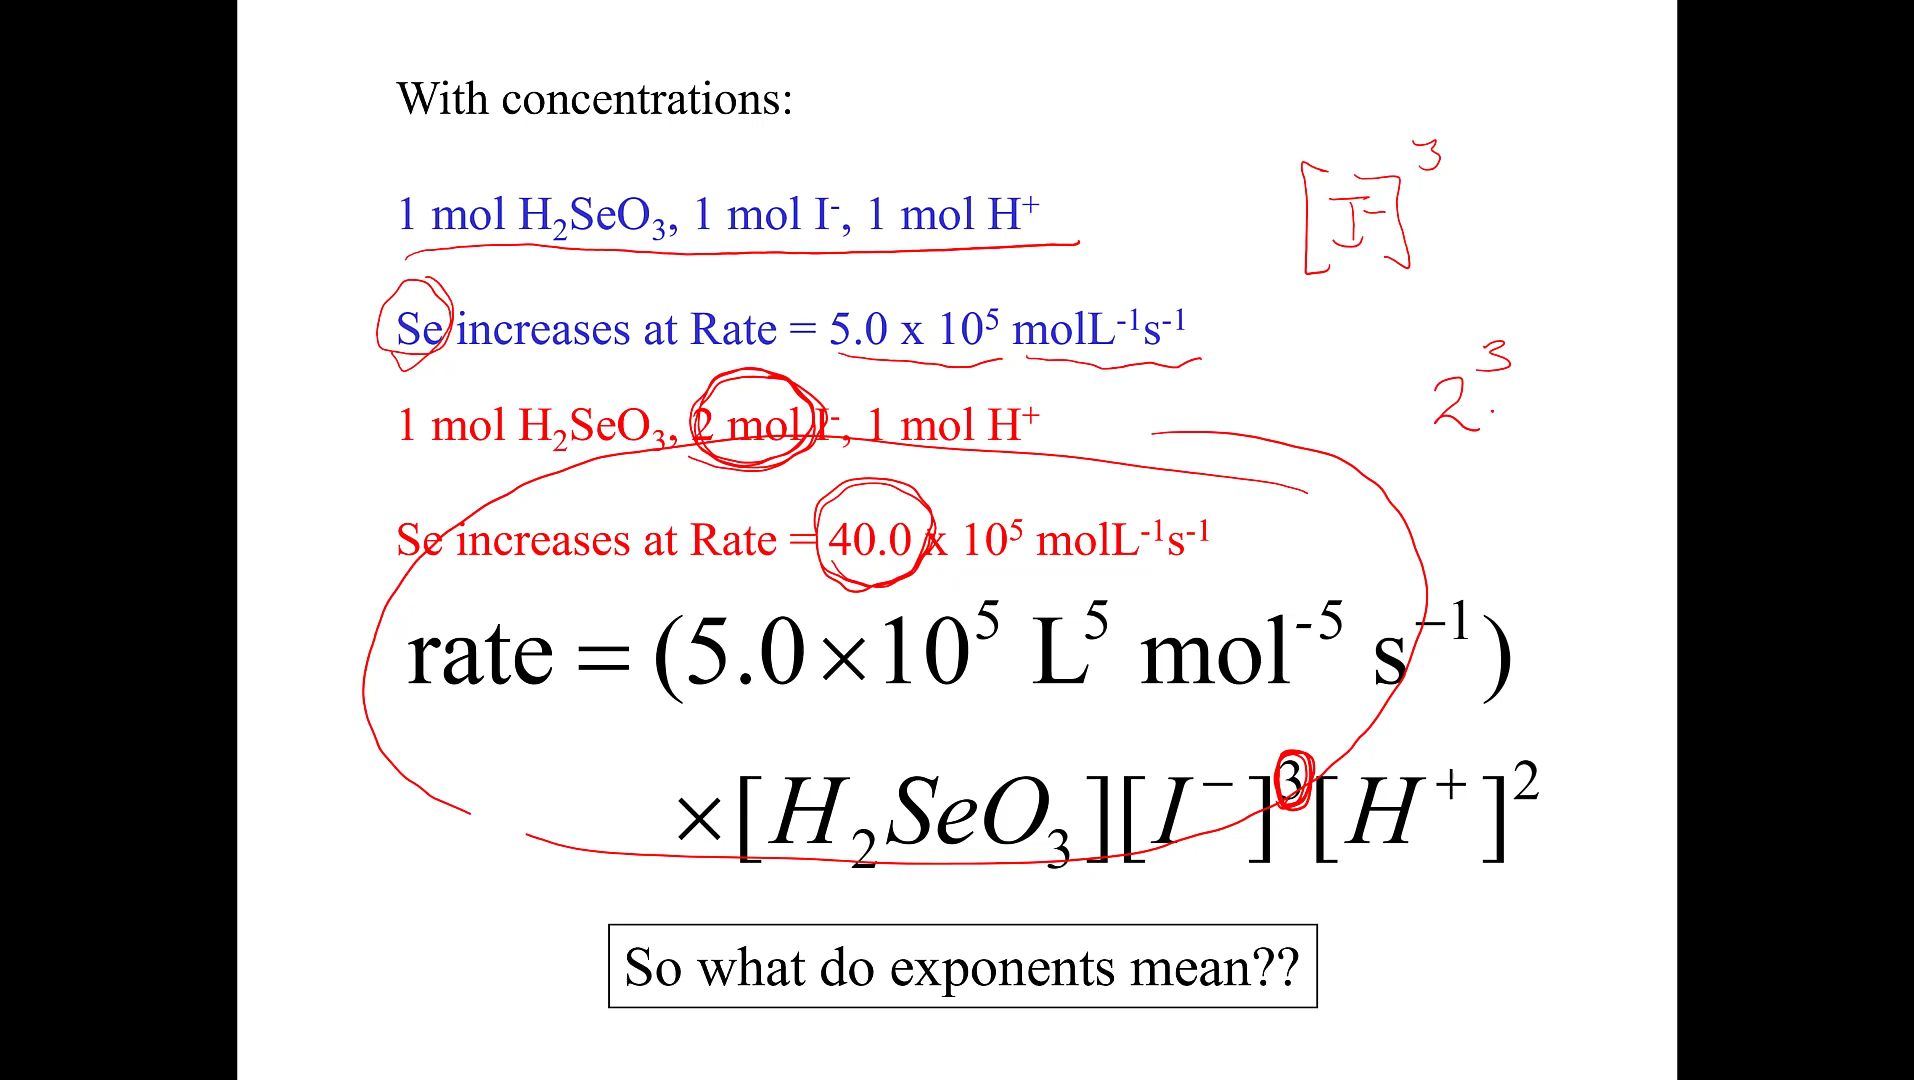 With concentrations:
[I⁻]³
1 mol H₂SeO₃, 1 mol I⁻, 1 mol H⁺
Se increases at Rate = 5.0 x 10⁵ molL⁻¹s⁻¹
2³
1 mol H₂SeO₃, 2 mol I⁻, 1 mol H⁺
Se increases at Rate = 40.0 x 10⁵ molL⁻¹s⁻¹
rate = (5.0×10⁵ L⁵ mol⁻⁵ s⁻¹)
×[H₂SeO₃][I⁻]³[H⁺]²
So what do exponents mean??